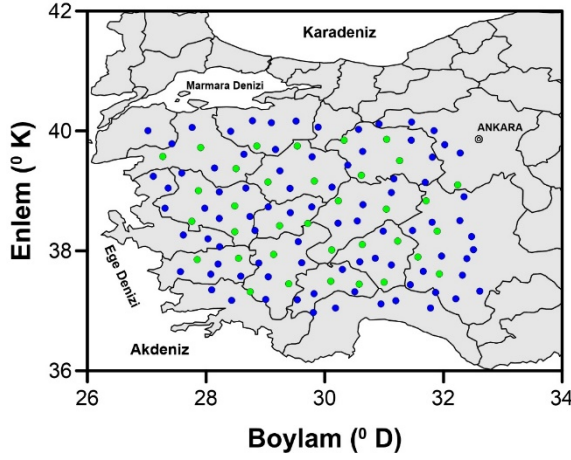 42
Karadeniz
Marmara Denizi
40
ANKARA
Enlem (⁰ K)
38
Ege Denizi
Akdeniz
36
26 28 30 32 34
Boylam (⁰ D)